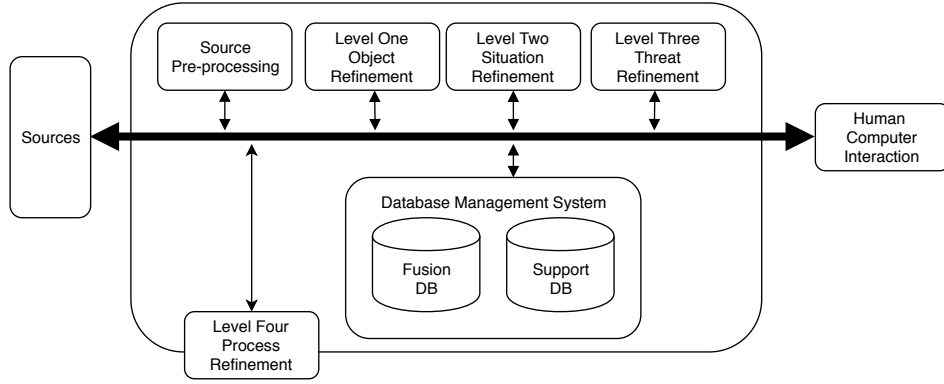 Source
Pre-processing
Level One
Object
Refinement
Level Two
Situation
Refinement
Level Three
Threat
Refinement
Sources
Human
Computer
Interaction
Database Management System
Fusion
DB
Support
DB
Level Four
Process
Refinement